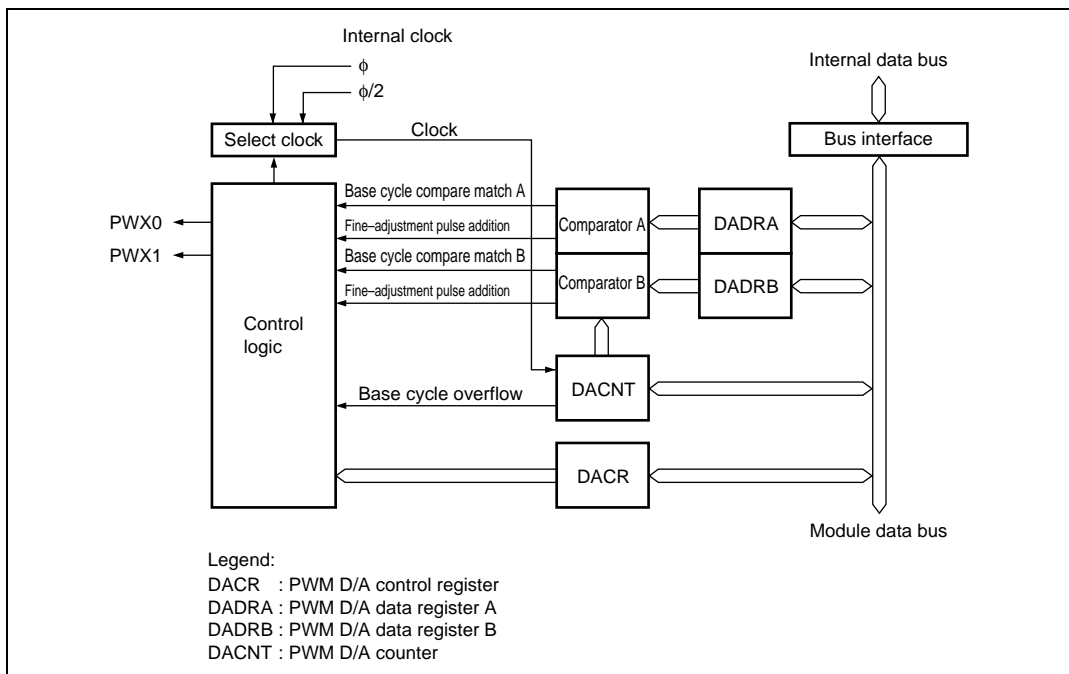 Internal clock
ϕ
ϕ/2
Internal data bus
Select clock
Clock
Bus interface
Base cycle compare match A
PWX0
Fine–adjustment pulse addition
Comparator A
DADRA
PWX1
Base cycle compare match B
Fine–adjustment pulse addition
Comparator B
DADRB
Control
logic
DACNT
Base cycle overflow
DACR
Module data bus
Legend:
DACR : PWM D/A control register
DADRA : PWM D/A data register A
DADRB : PWM D/A data register B
DACNT : PWM D/A counter